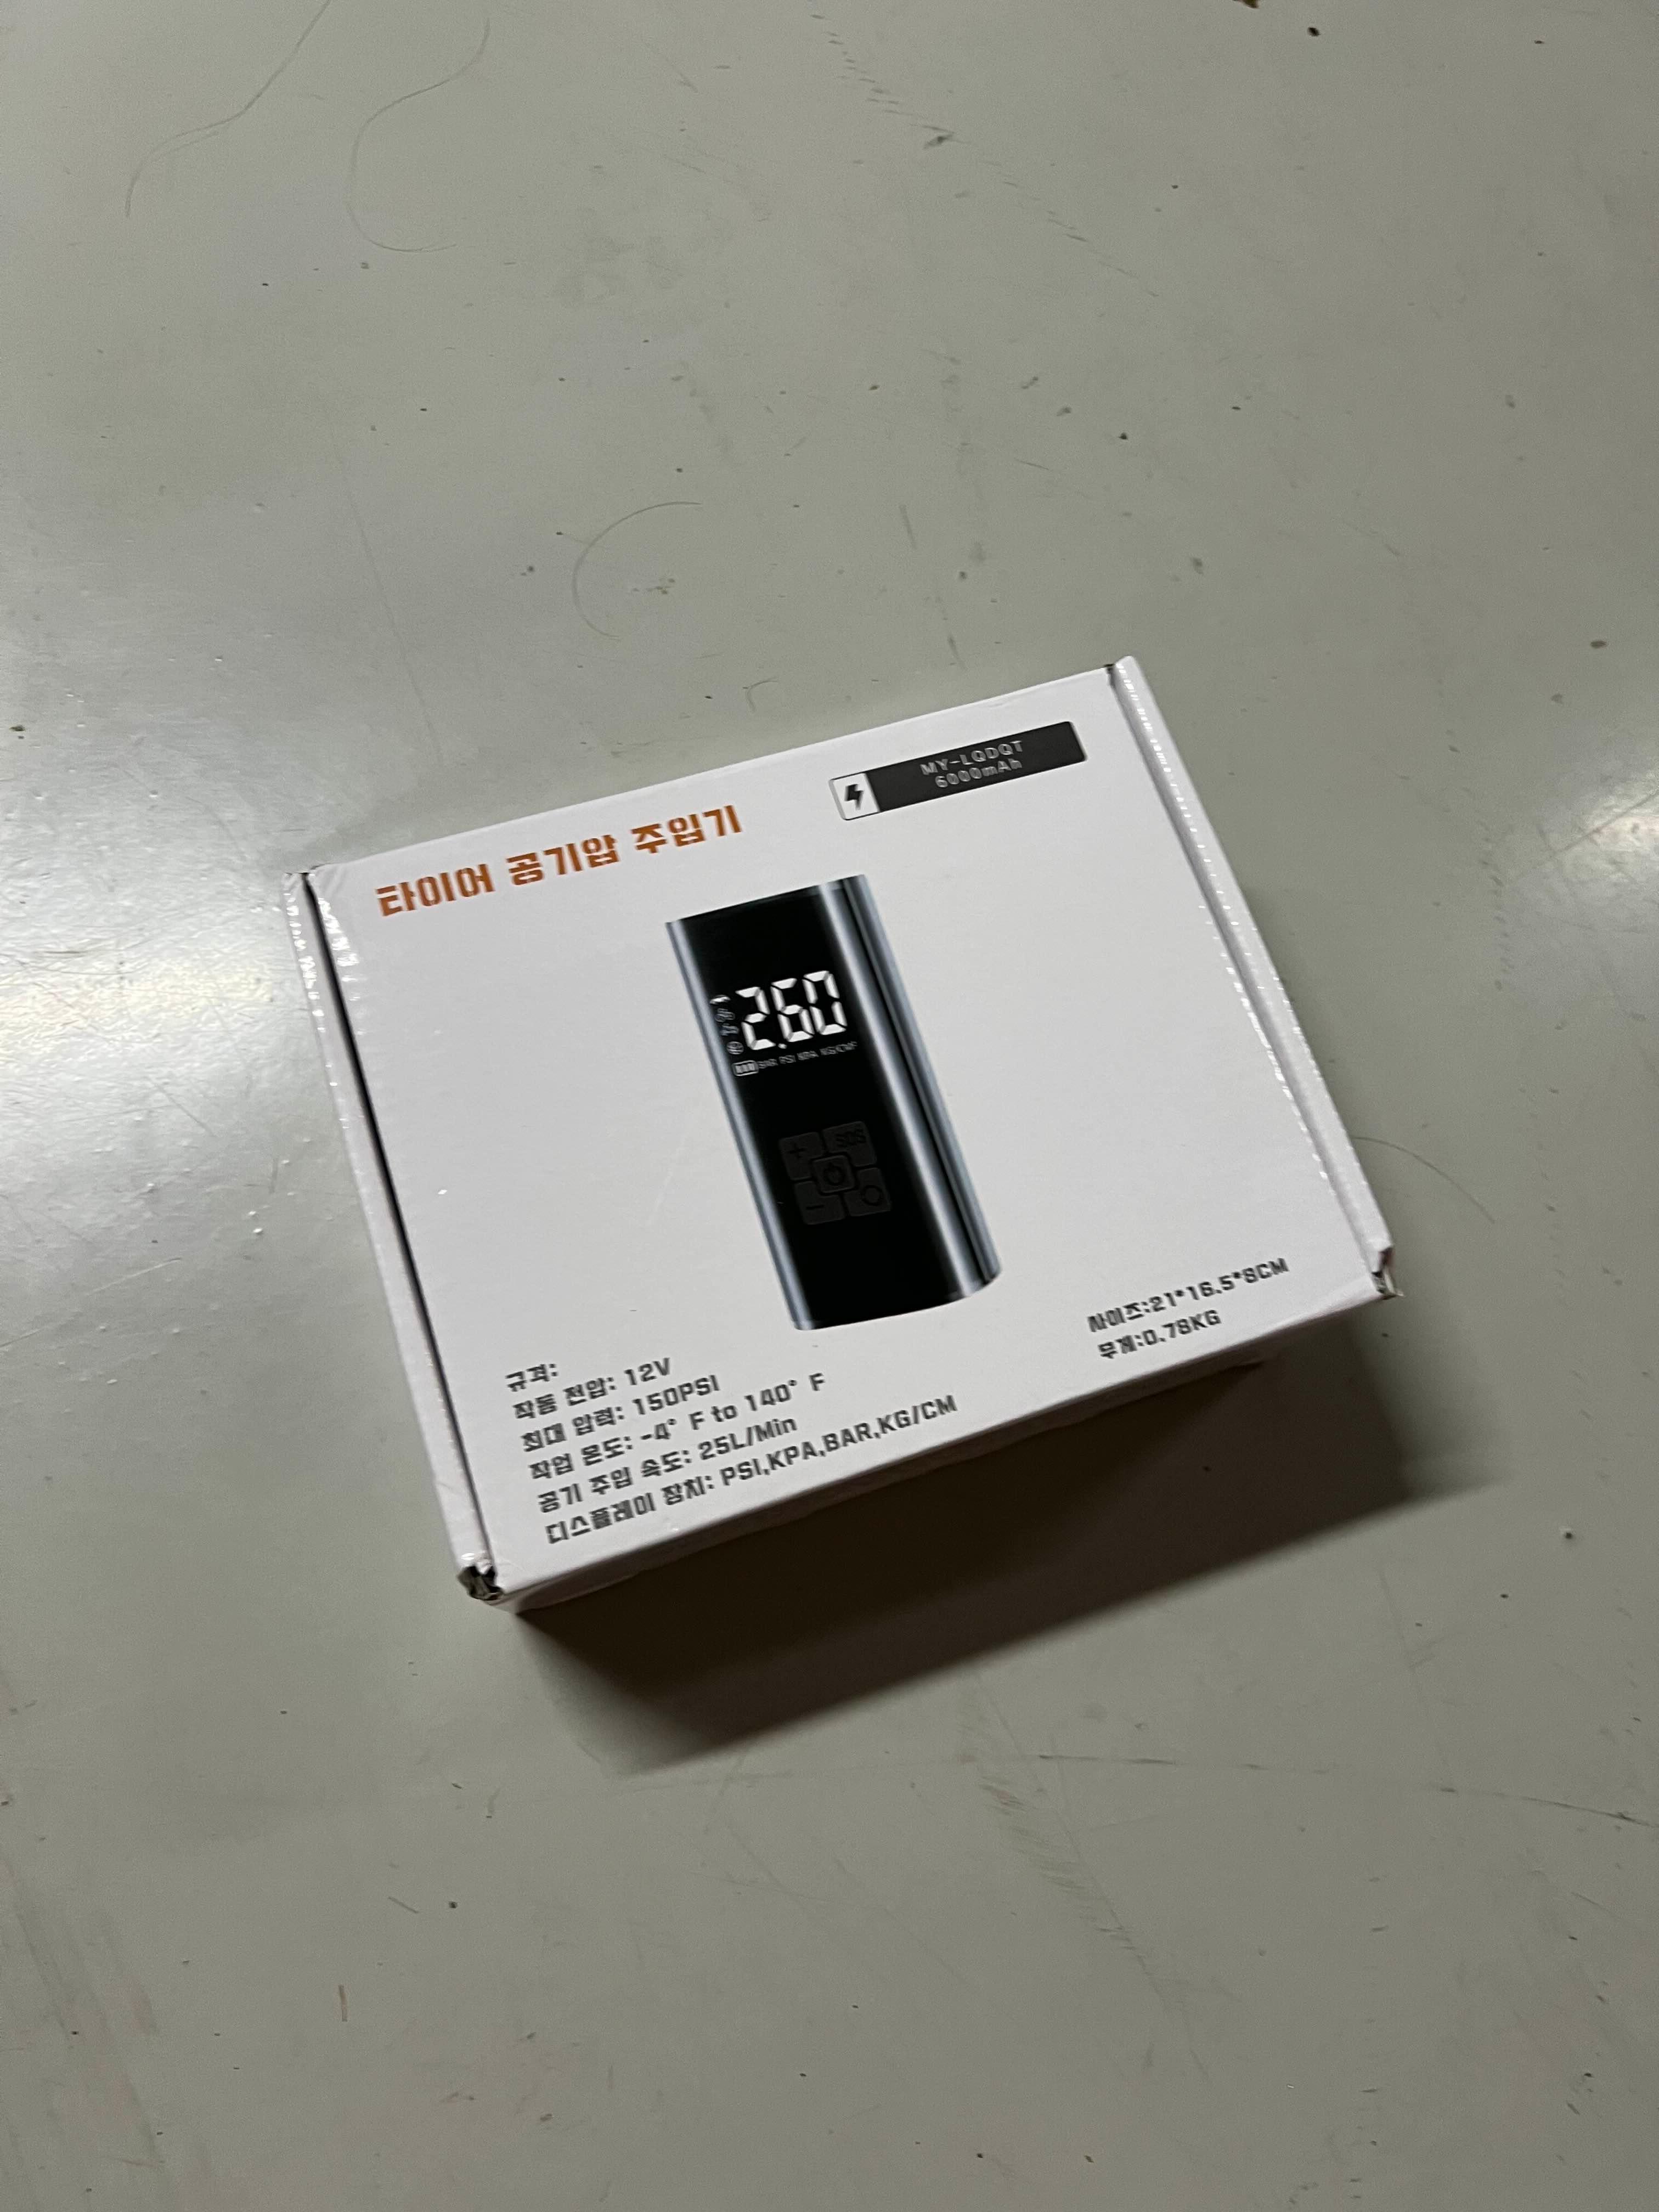 MY-LQDQT
6000mAh
타이어 공기압 주입기
2.60
BAR PSI KPA KG/CM²
+ SOS
-
규격:
작동 전압: 12V
최대 압력: 150PSI
작업 온도: -4° F to 140° F
공기 주입 속도: 25L/Min
디스플레이 장치: PSI,KPA,BAR,KG/CM
사이즈:21*16.5*8CM
무게:0.78KG